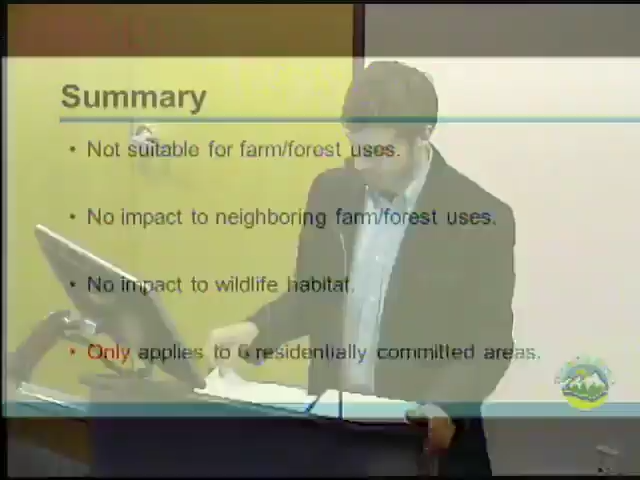 Summary
• Not suitable for farm/forest uses.
• No impact to neighboring farm/forest uses.
• No impact to wildlife habitat.
• Only applies to 6 residentially committed areas.